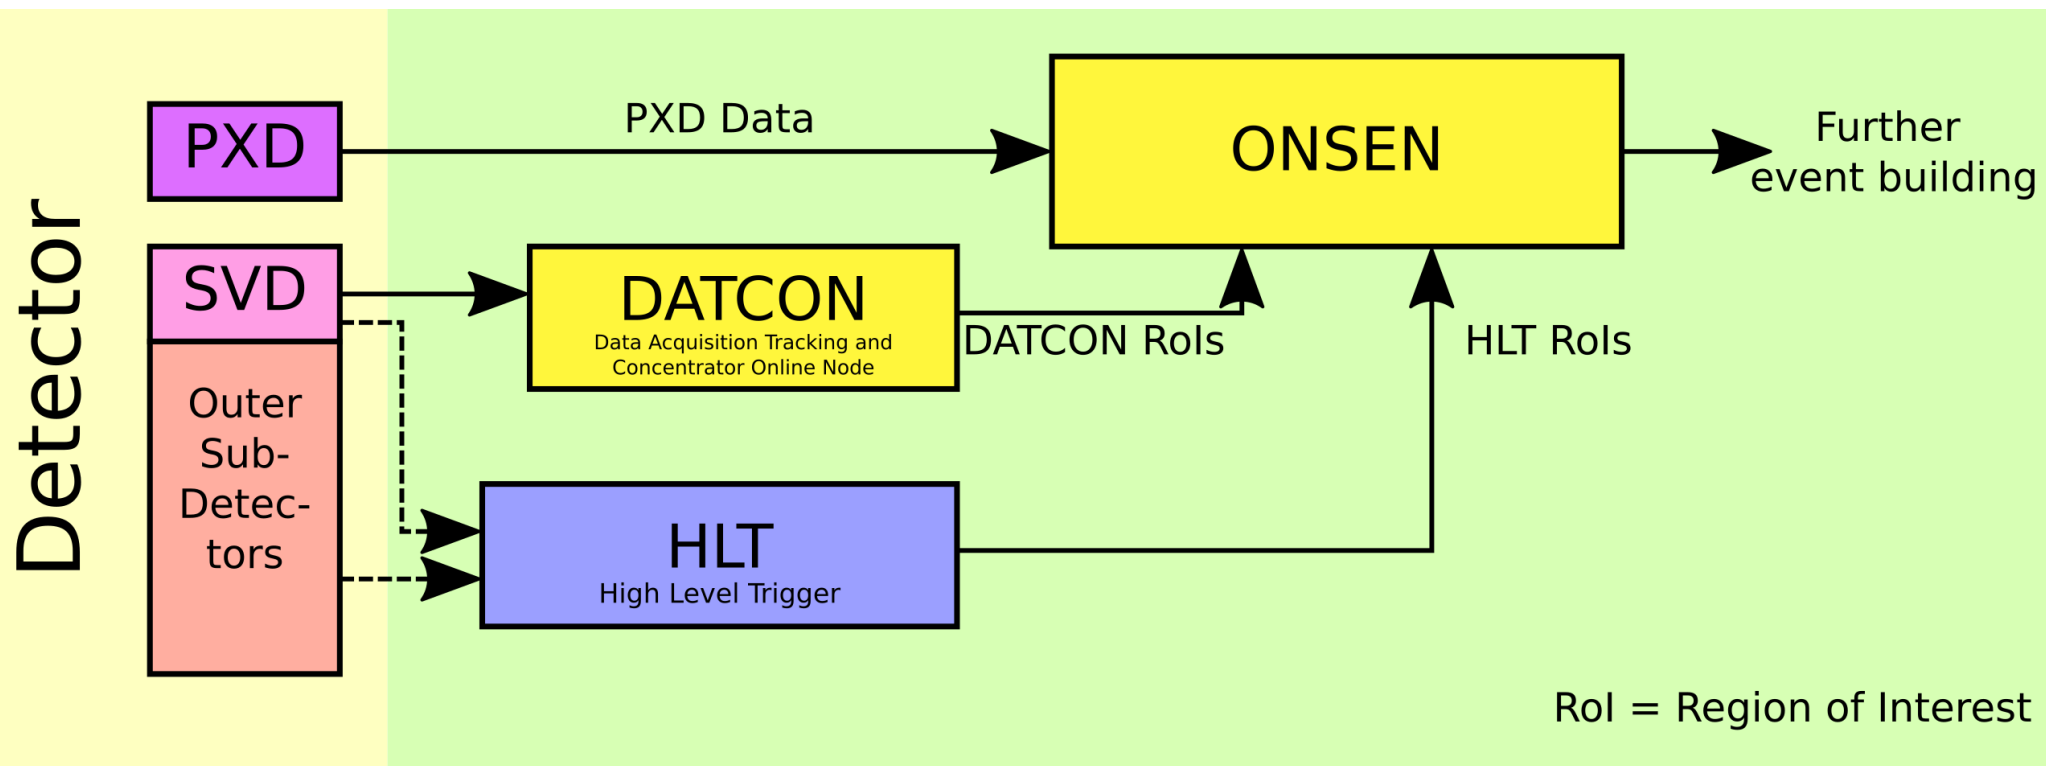 Detector
PXD
PXD Data
ONSEN
Further
event building
SVD
DATCON
Data Acquisition Tracking and
Concentrator Online Node
DATCON RoIs
HLT RoIs
Outer
Sub-
Detec-
tors
HLT
High Level Trigger
RoI = Region of Interest